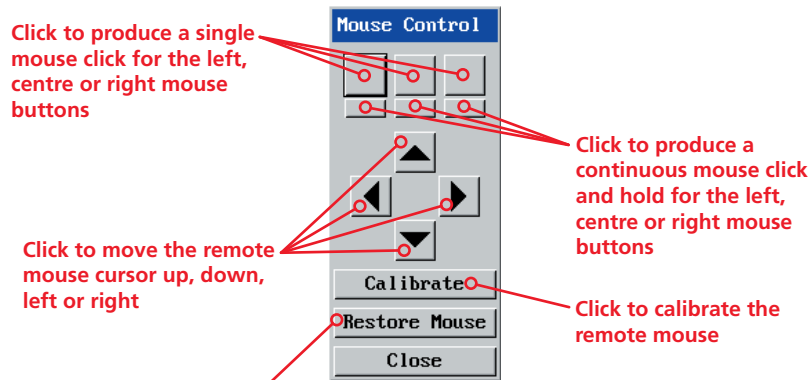 Mouse Control
Click to produce a single
mouse click for the left,
centre or right mouse
buttons
Click to produce a
continuous mouse click
and hold for the left,
centre or right mouse
buttons
Click to move the remote
mouse cursor up, down,
left or right
Calibrate
Click to calibrate the
remote mouse
Restore Mouse
Close